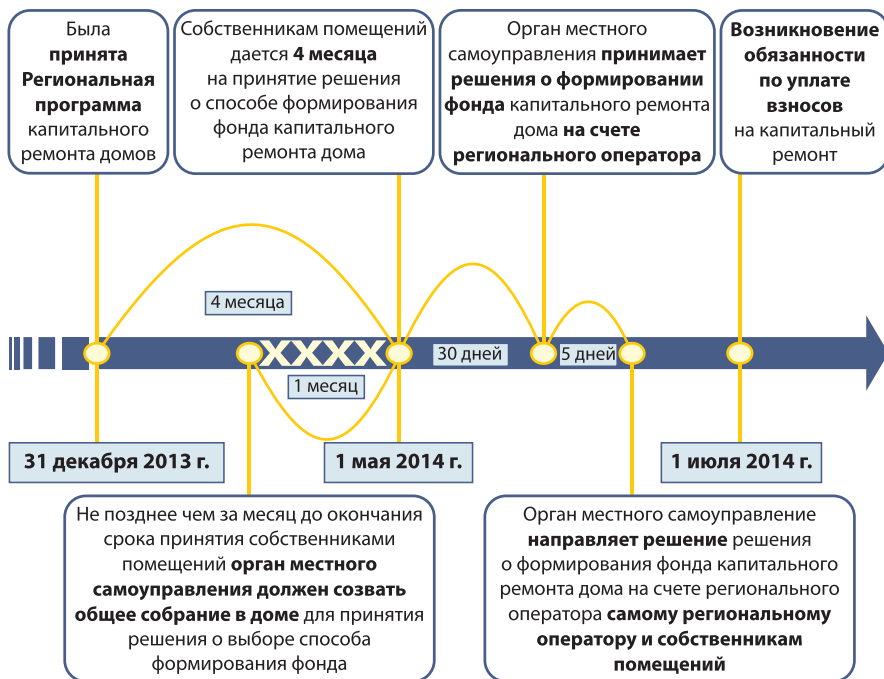 Была
принята
Региональная
программа
капитального
ремонта домов
Собственникам помещений
дается 4 месяца
на принятие решения
о способе формирования
фонда капитального
ремонта дома
Орган местного
самоуправления принимает
решения о формировании
фонда капитального ремонта
дома на счете
регионального оператора
Возникновение
обязанности
по уплате
взносов
на капитальный
ремонт
4 месяца
1 месяц
30 дней
5 дней
31 декабря 2013 г.
1 мая 2014 г.
1 июля 2014 г.
Не позднее чем за месяц до окончания
срока принятия собственниками
помещений орган местного
самоуправления должен созвать
общее собрание в доме для принятия
решения о выборе способа
формирования фонда
Орган местного самоуправление
направляет решение решения
о формирования фонда капитального
ремонта дома на счете регионального
оператора самому региональному
оператору и собственникам
помещений